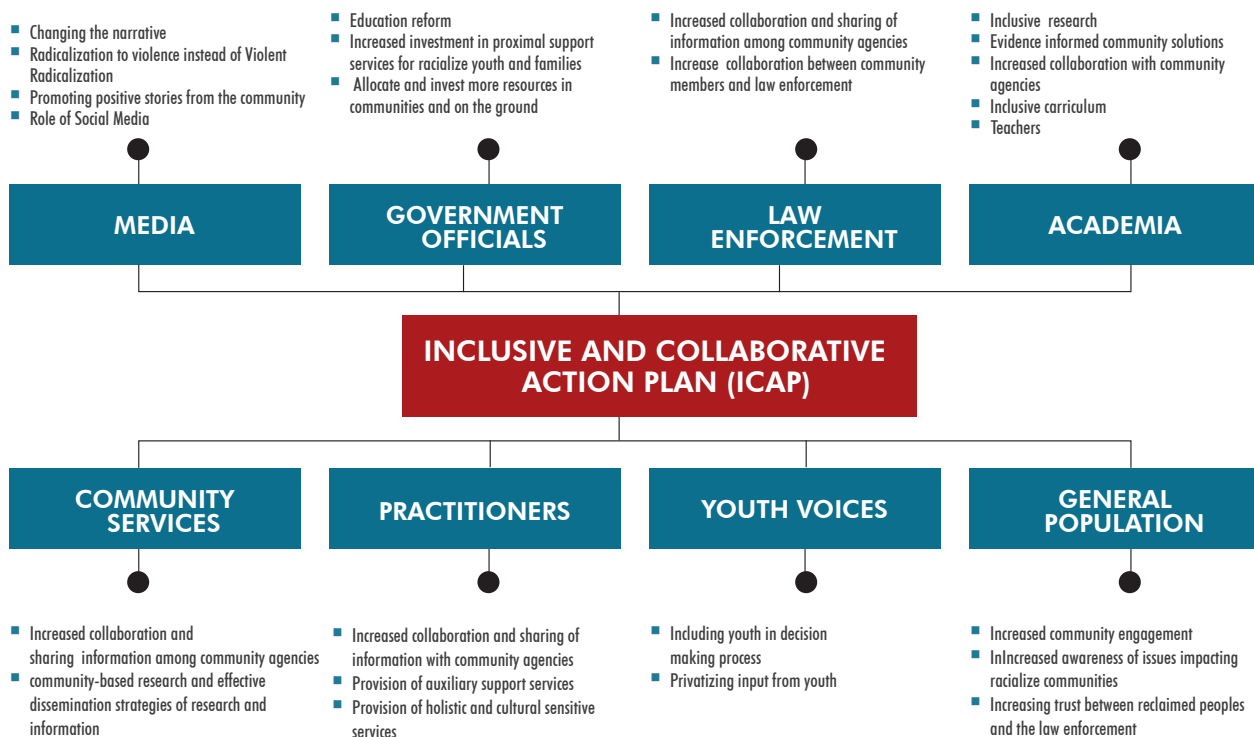 Changing the narrative
Radicalization to violence instead of Violent
Radicalization
Promoting positive stories from the community
Role of Social Media
Education reform
Increased investment in proximal support
services for racialize youth and families
Allocate and invest more resources in
communities and on the ground
Increased collaboration and sharing of
information among community agencies
Increase collaboration between community
members and law enforcement
Inclusive research
Evidence informed community solutions
Increased collaboration with community
agencies
Inclusive carriculum
Teachers
MEDIA
GOVERNMENT
OFFICIALS
LAW
ENFORCEMENT
ACADEMIA
INCLUSIVE AND COLLABORATIVE
ACTION PLAN (ICAP)
COMMUNITY
SERVICES
PRACTITIONERS
YOUTH VOICES
GENERAL
POPULATION
Increased collaboration and
sharing information among community agencies
community-based research and effective
dissemination strategies of research and
information
Increased collaboration and sharing of
information with community agencies
Provision of auxiliary support services
Provision of holistic and cultural sensitive
services
Including youth in decision
making process
Privatizing input from youth
Increased community engagement
InIncreased awareness of issues impacting
racialize communities
Increasing trust between reclaimed peoples
and the law enforcement